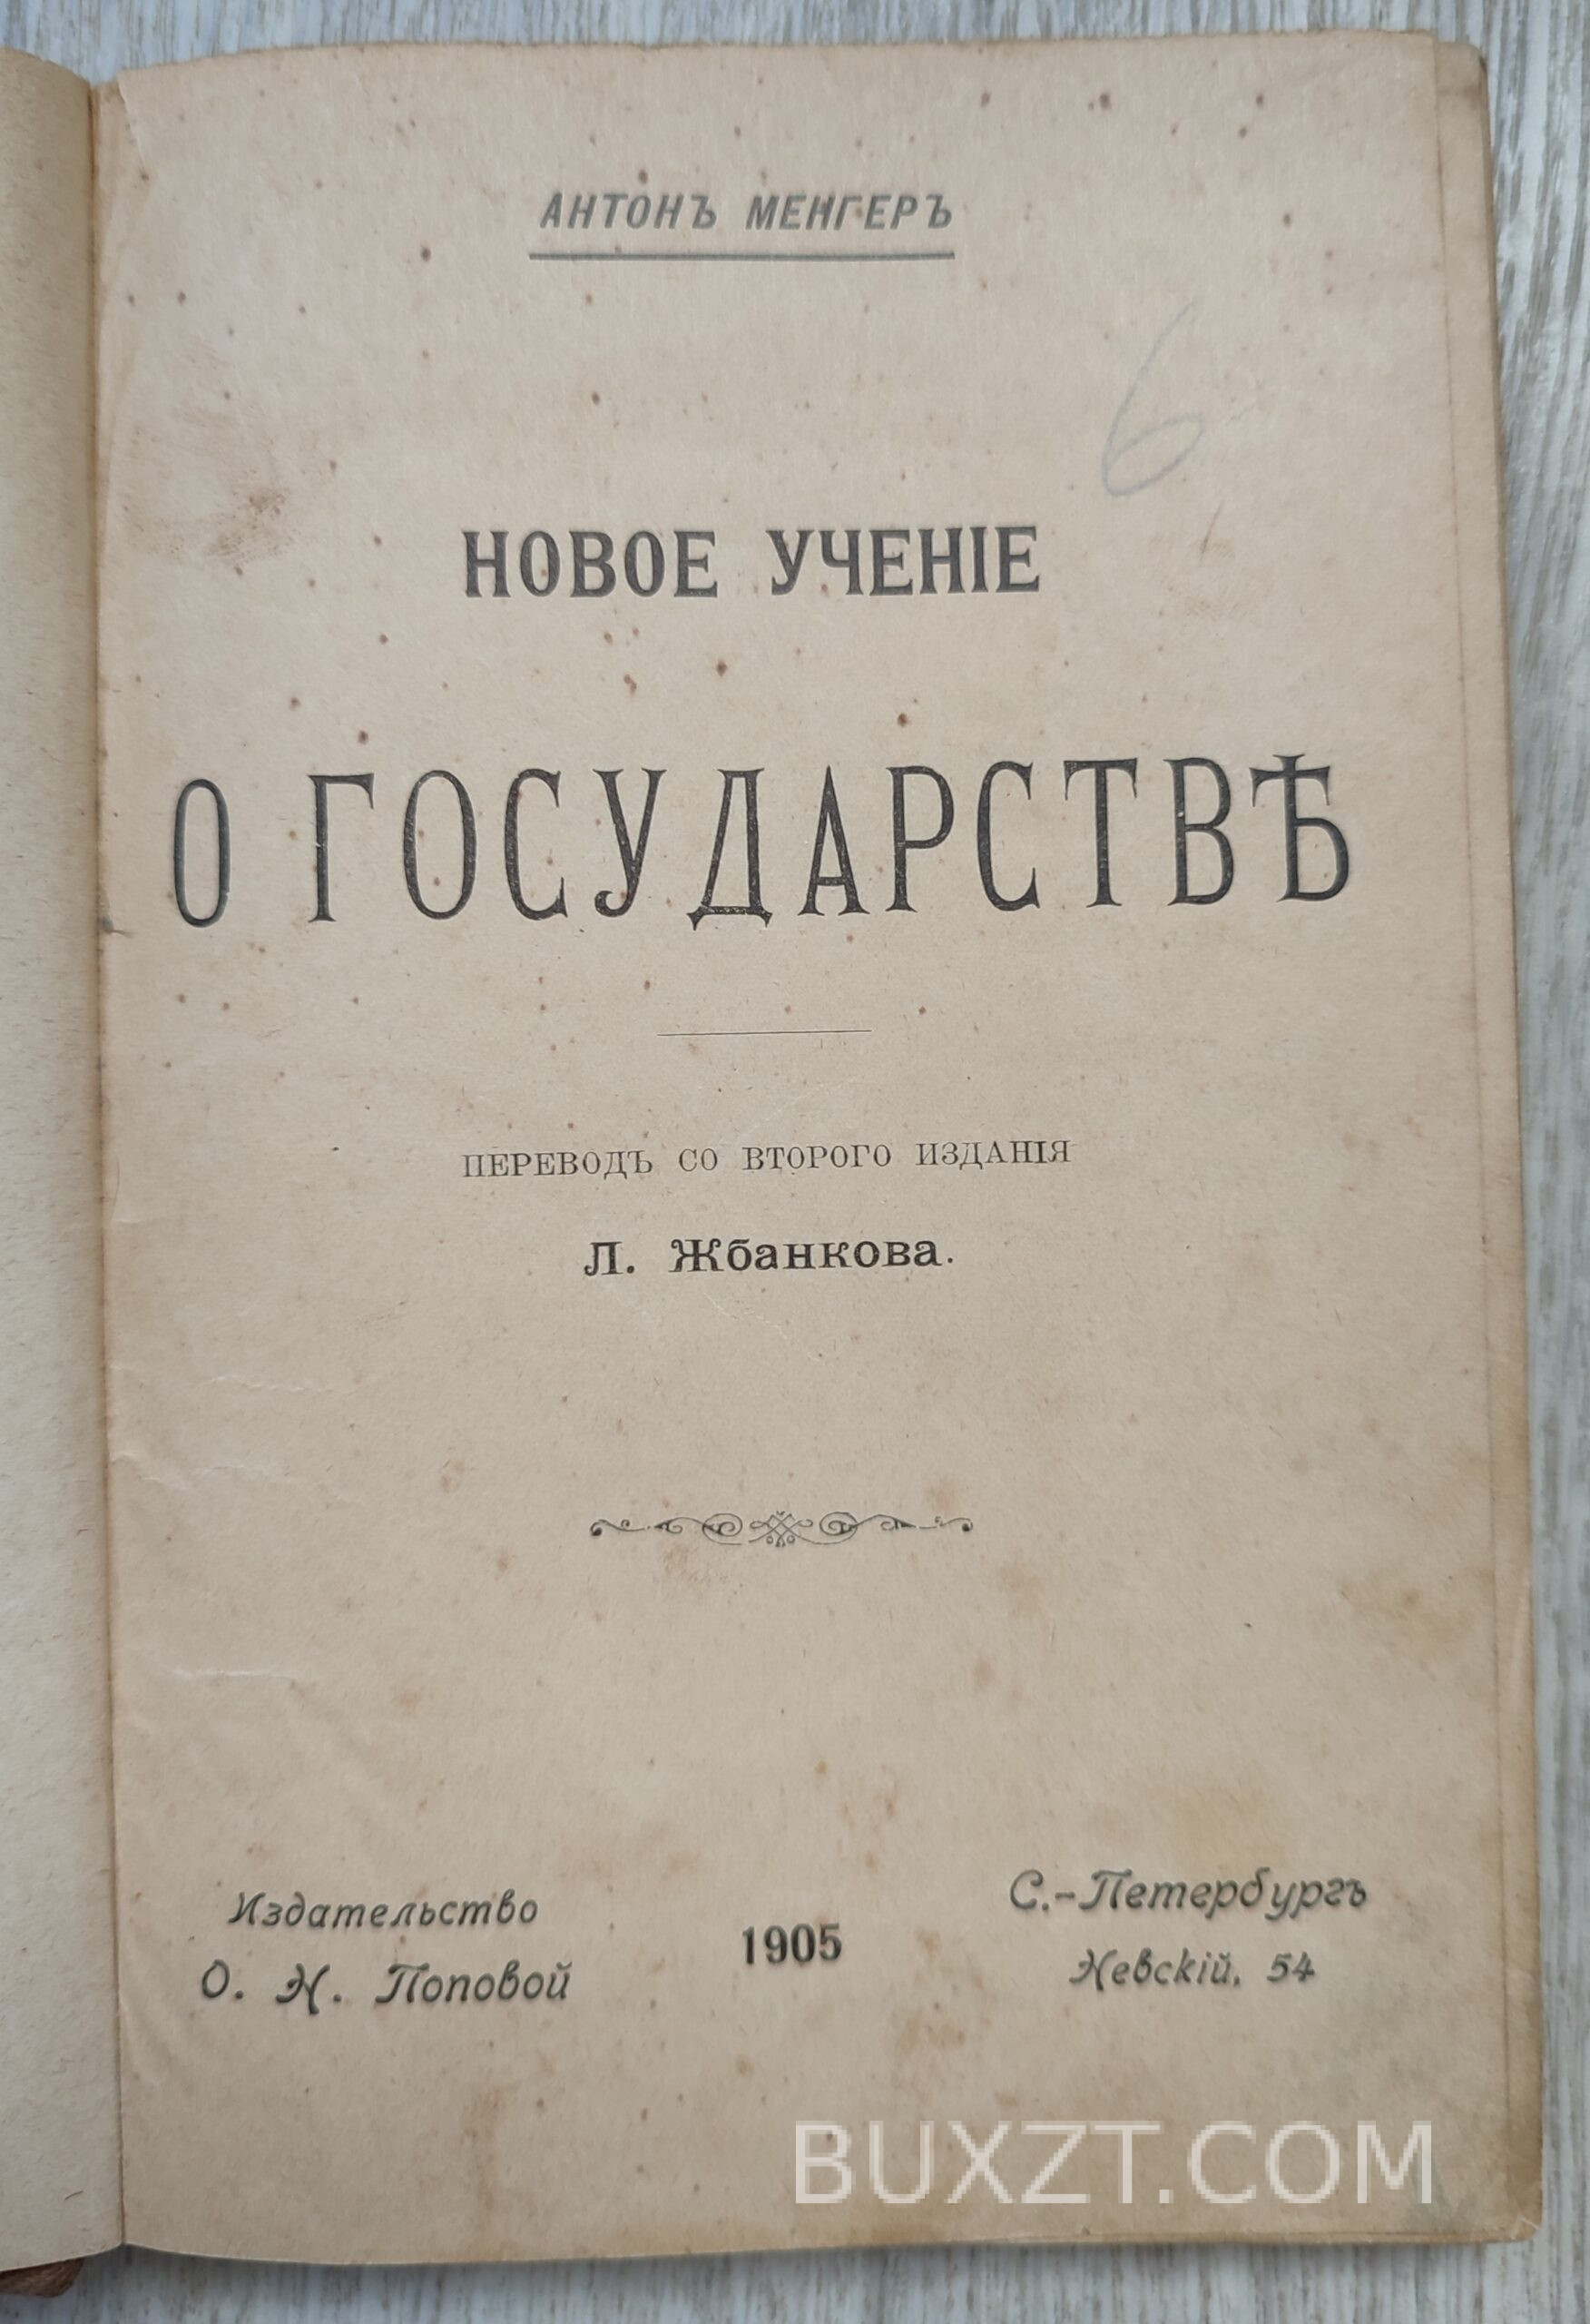 АНТОНЪ МЕНГЕРЪ
6
НОВОЕ УЧЕНІЕ
О ГОСУДАРСТВѢ
ПЕРЕВОДЪ СО ВТОРОГО ИЗДАНІЯ
Л. Жбанкова.
Издательство
О. Н. Поповой
1905
С.-Петербургъ
Невскій, 54
BUXZT.COM